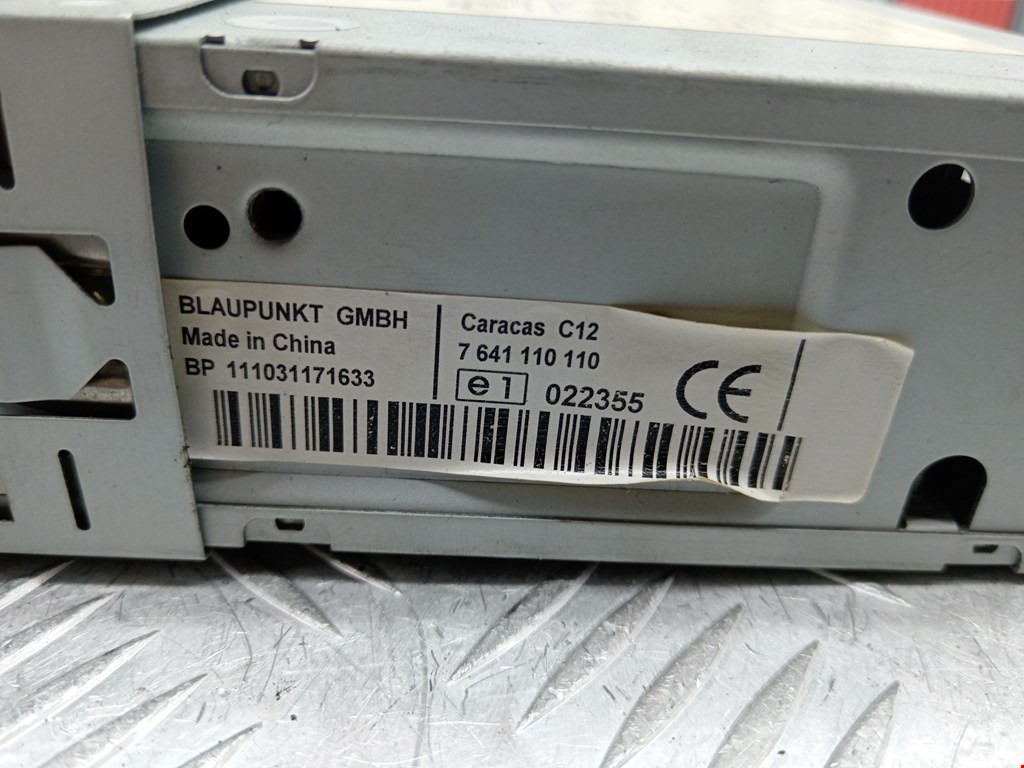 BLAUPUNKT GMBH
Made in China
BP 111031171633
Caracas C12
7 641 110 110
e1 022355 CE